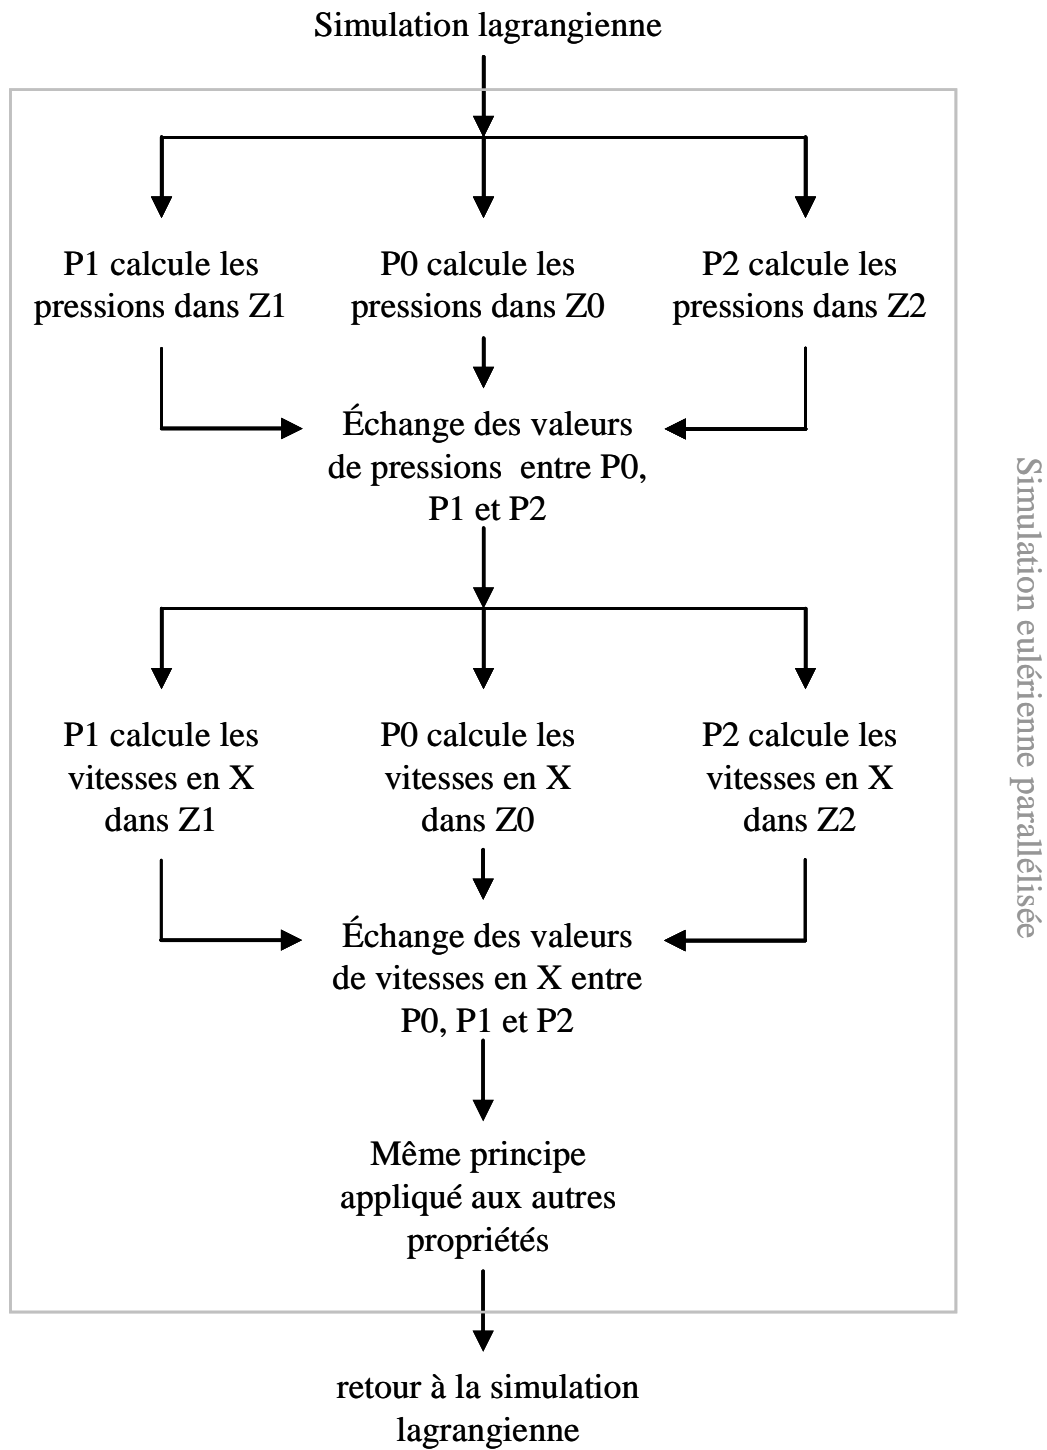 Simulation lagrangienne
P1 calcule les
pressions dans Z1
P0 calcule les
pressions dans Z0
P2 calcule les
pressions dans Z2
Échange des valeurs
de pressions entre P0,
P1 et P2
P1 calcule les
vitesses en X
dans Z1
P0 calcule les
vitesses en X
dans Z0
P2 calcule les
vitesses en X
dans Z2
Échange des valeurs
de vitesses en X entre
P0, P1 et P2
Même principe
appliqué aux autres
propriétés
retour à la simulation
lagrangienne
Simulation eulérienne parallélisée